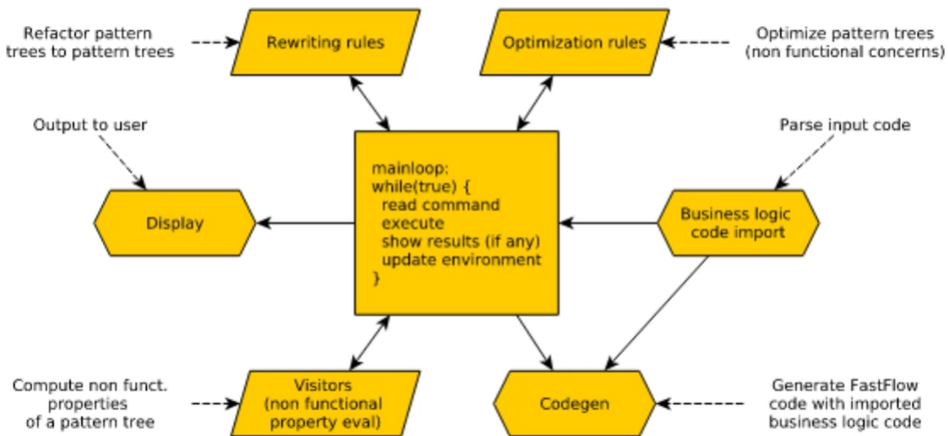 Refactor pattern
trees to pattern trees
Rewriting rules
Optimization rules
Optimize pattern trees
(non functional concerns)
Output to user
Parse input code
mainloop:
while(true) {
read command
execute
show results (if any)
update environment
}
Display
Business logic
code import
Compute non funct.
properties
of a pattern tree
Visitors
(non functional
property eval)
Codegen
Generate FastFlow
code with imported
business logic code